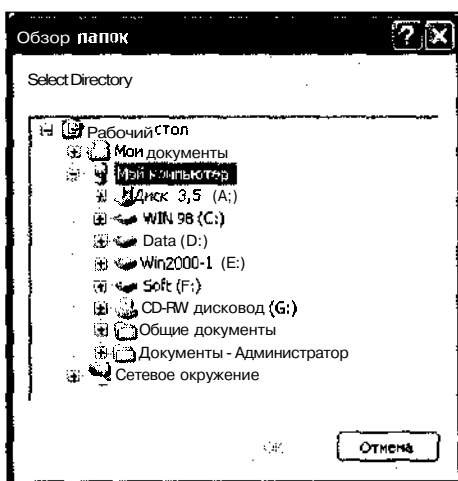 Обзор папок
Select Directory
Рабочий стол
Мои документы
Мой компьютер
Диск 3,5 (A:)
WIN 98 (C:)
Data (D:)
Win2000-1 (E:)
Soft (F:)
CD-RW дисковод (G:)
Общие документы
Документы - Администратор
Сетевое окружение
OK Отмена